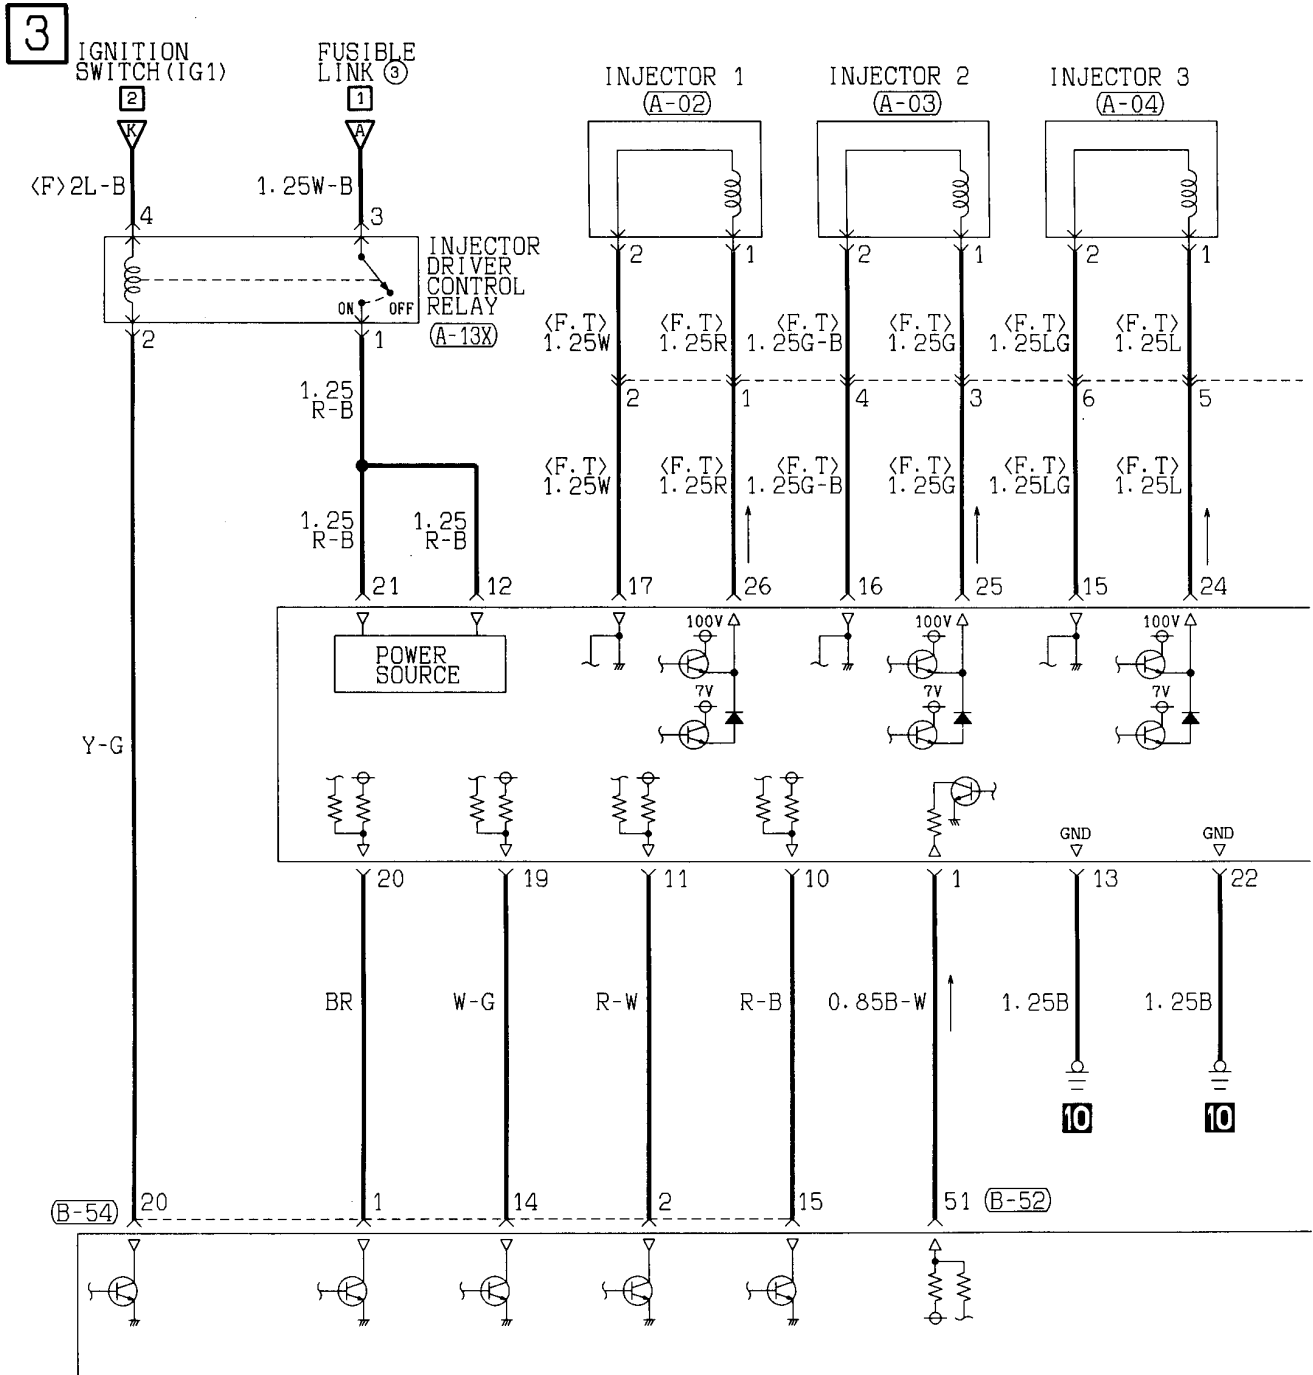 3
IGNITION
SWITCH(IG1)
2
K
FUSIBLE
LINK ③
1
A
INJECTOR 1
A-02
INJECTOR 2
A-03
INJECTOR 3
A-04
<F>2L-B
1.25W-B
4
3
INJECTOR
DRIVER
CONTROL
RELAY
A-13X
ON
OFF
2
1
2
1
2
1
2
1
<F.T>
1.25W
<F.T>
1.25R
<F.T>
1.25G-B
<F.T>
1.25G
<F.T>
1.25LG
<F.T>
1.25L
1.25
R-B
2
1
4
3
6
5
<F.T>
1.25W
<F.T>
1.25R
<F.T>
1.25G-B
<F.T>
1.25G
<F.T>
1.25LG
<F.T>
1.25L
1.25
R-B
1.25
R-B
21
12
17
26
16
25
15
24
POWER
SOURCE
100V
7V
100V
7V
100V
7V
Y-G
GND
GND
20
19
11
10
1
13
22
BR
W-G
R-W
R-B
0.85B-W
1.25B
1.25B
10
10
B-54
20
1
14
2
15
51
B-52